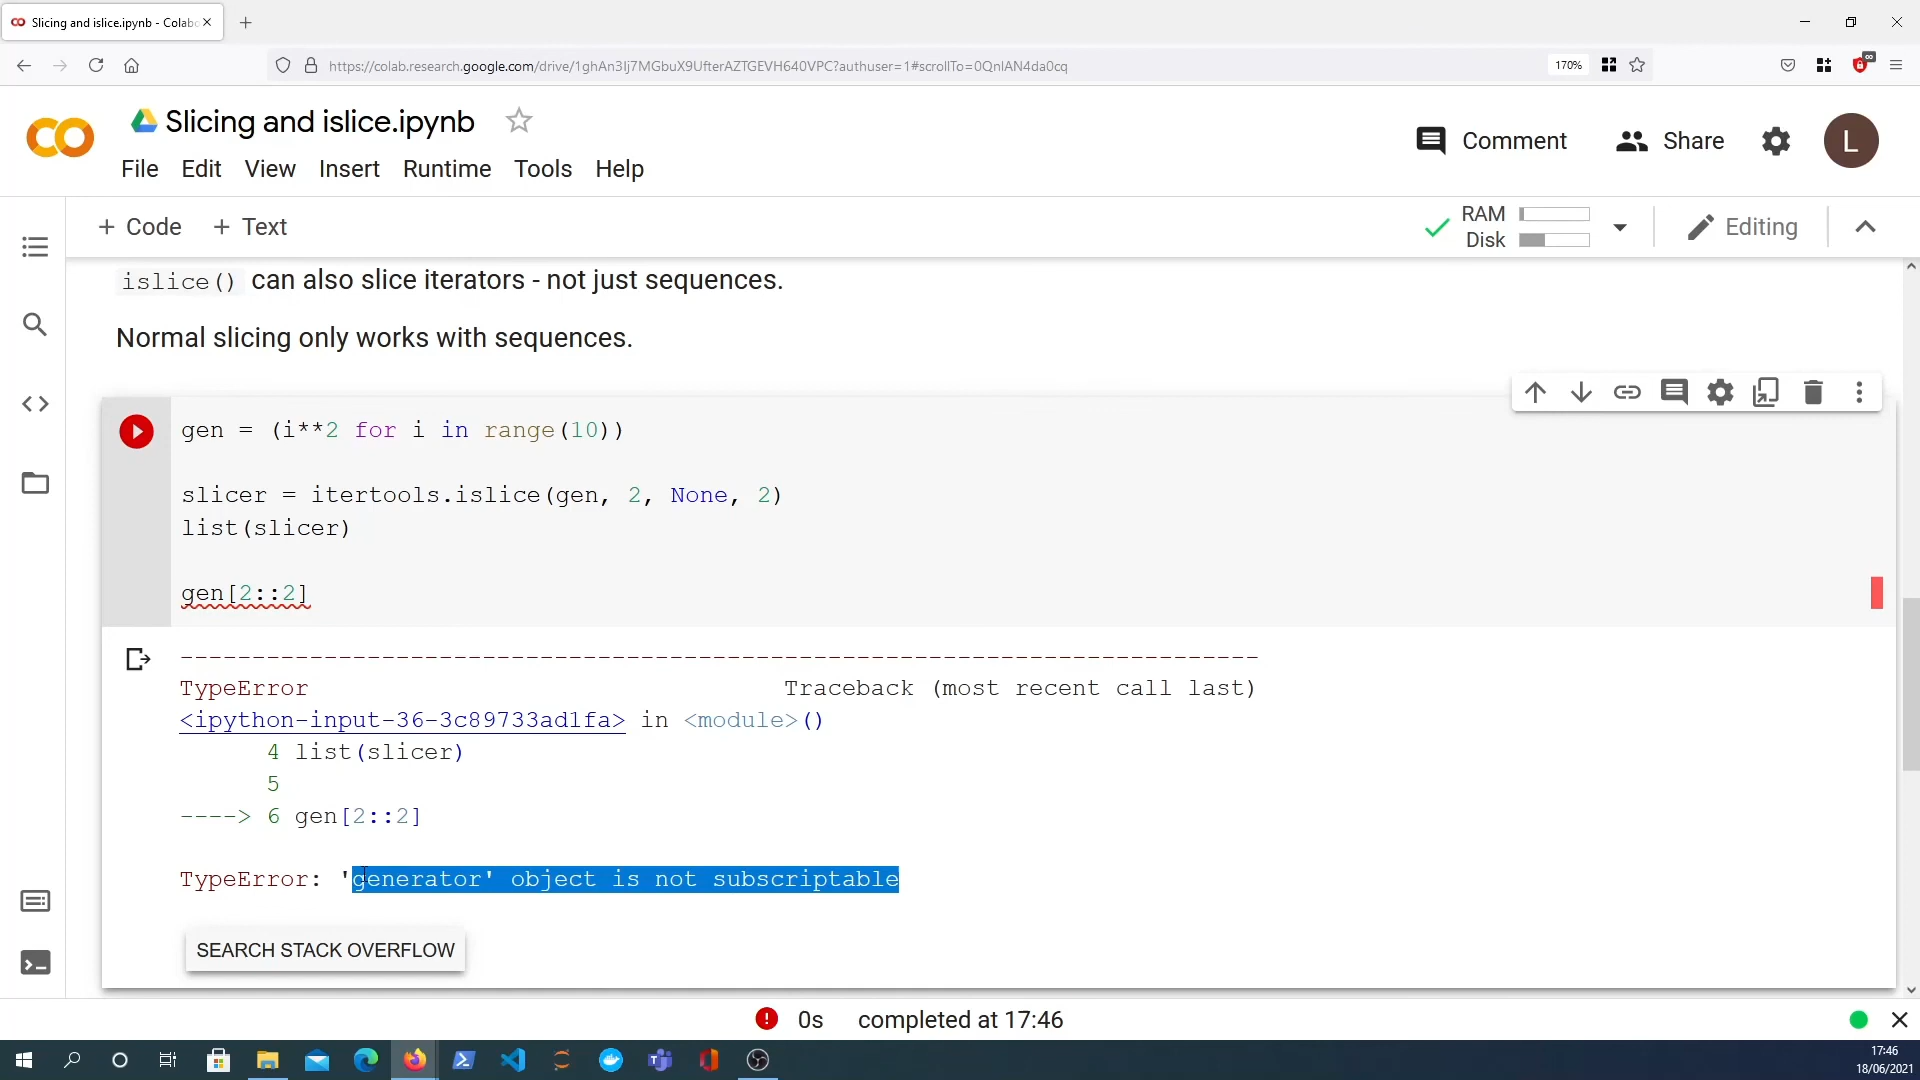 Slicing and islice.ipynb - Colab
https://colab.research.google.com/drive/1ghAn3Ij7MGbuX9UfterAZTGEVH640VPC?authuser=1#scrollTo=0QnlAN4da0cq
170%
Slicing and islice.ipynb
Comment
Share
L
File Edit View Insert Runtime Tools Help
+ Code + Text
RAM
Disk
Editing
islice() can also slice iterators - not just sequences.
Normal slicing only works with sequences.
gen = (i**2 for i in range(10))
slicer = itertools.islice(gen, 2, None, 2)
list(slicer)
gen[2::2]
---------------------------------------------------------------------------
TypeError Traceback (most recent call last)
<ipython-input-36-3c89733ad1fa> in <module>()
4 list(slicer)
5
----> 6 gen[2::2]
TypeError: 'generator' object is not subscriptable
SEARCH STACK OVERFLOW
0s completed at 17:46
17:46
18/06/2021